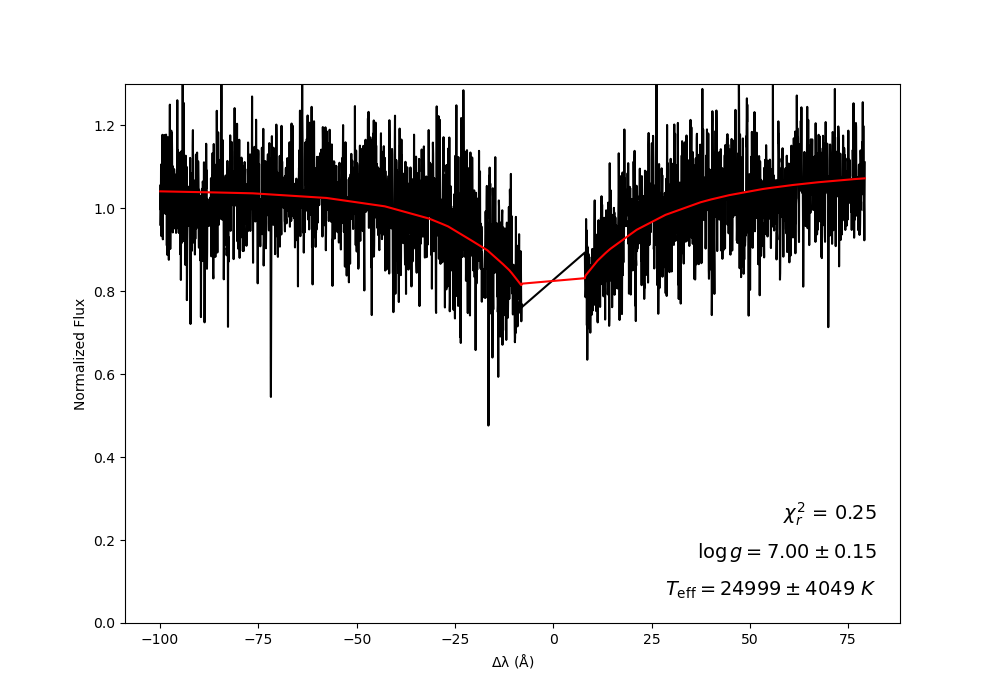 1.2
1.0
0.8
0.6
0.4
0.2
0.0
Normalized Flux
χ²ᵣ = 0.25
log g = 7.00 ± 0.15
T_eff = 24999 ± 4049 K
−100 −75 −50 −25 0 25 50 75
Δλ (Å)